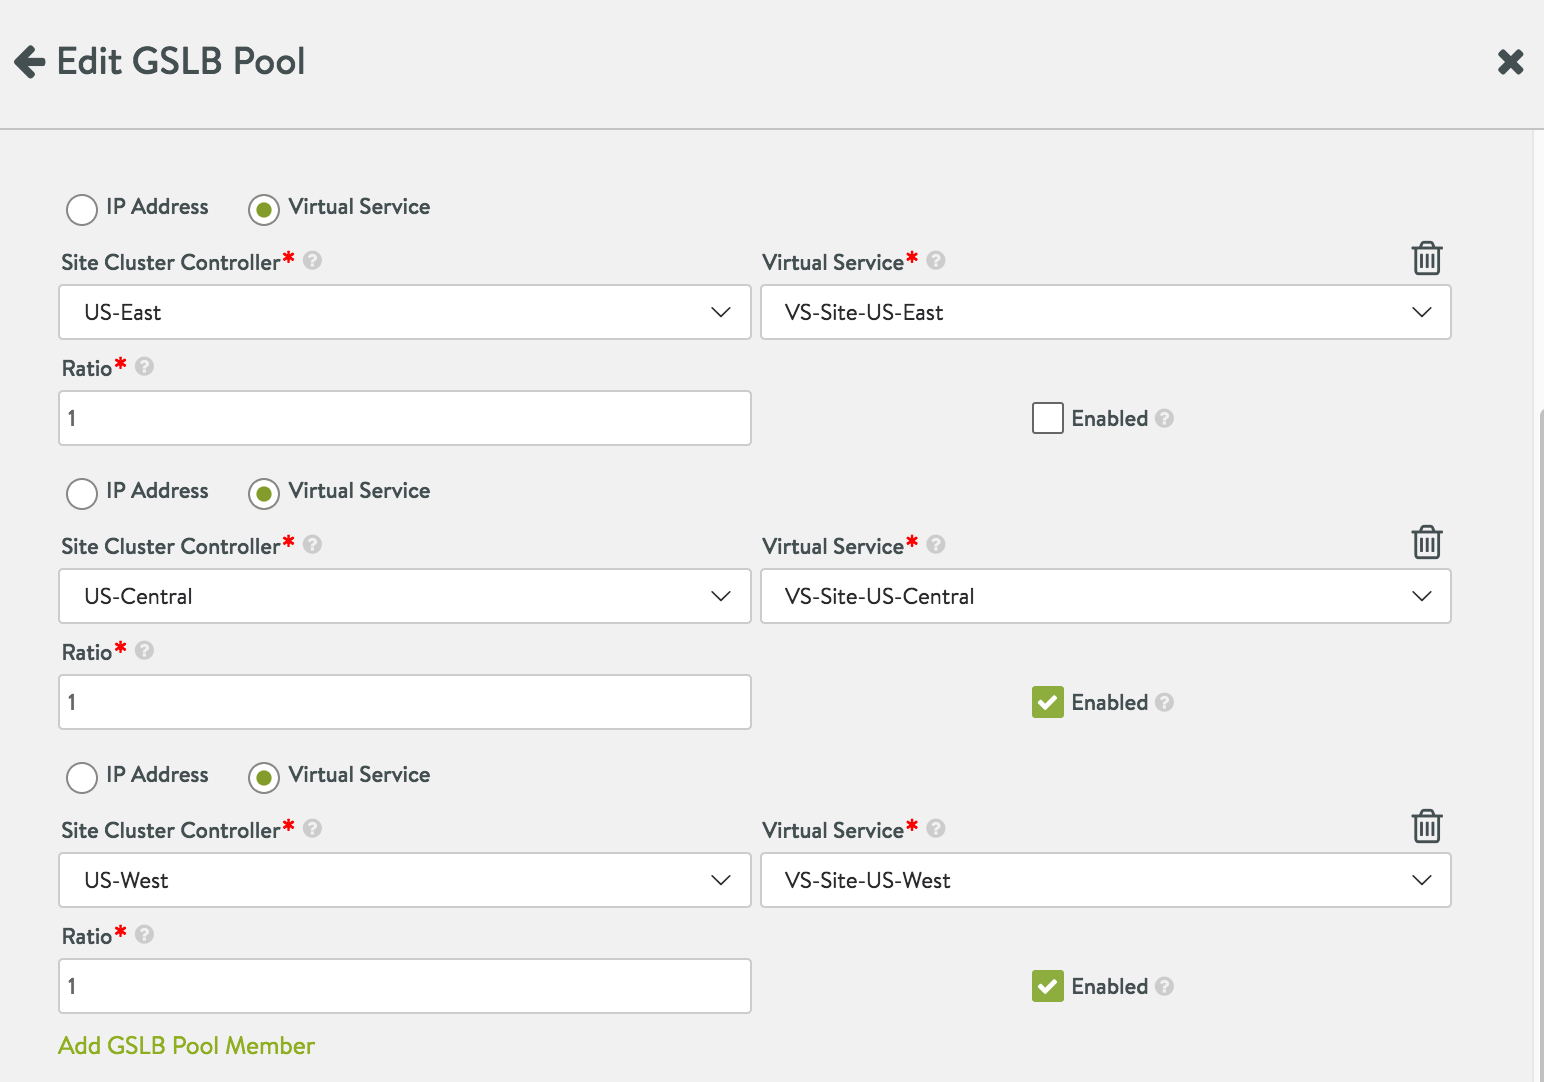 Edit GSLB Pool
IP Address Virtual Service
Site Cluster Controller* ? Virtual Service* ?
US-East VS-Site-US-East
Ratio* ?
1 Enabled ?
IP Address Virtual Service
Site Cluster Controller* ? Virtual Service* ?
US-Central VS-Site-US-Central
Ratio* ?
1 Enabled ?
IP Address Virtual Service
Site Cluster Controller* ? Virtual Service* ?
US-West VS-Site-US-West
Ratio* ?
1 Enabled ?
Add GSLB Pool Member